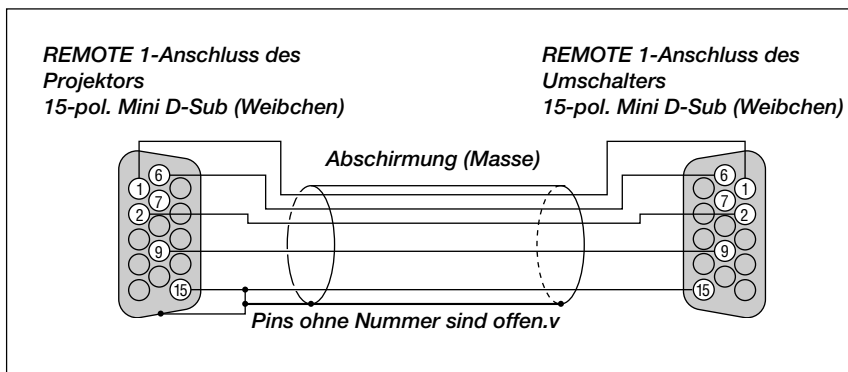 REMOTE 1-Anschluss des
Projektors
15-pol. Mini D-Sub (Weibchen)
REMOTE 1-Anschluss des
Umschalters
15-pol. Mini D-Sub (Weibchen)
Abschirmung (Masse)
1
6
7
2
9
15
6
1
7
2
9
15
Pins ohne Nummer sind offen.v